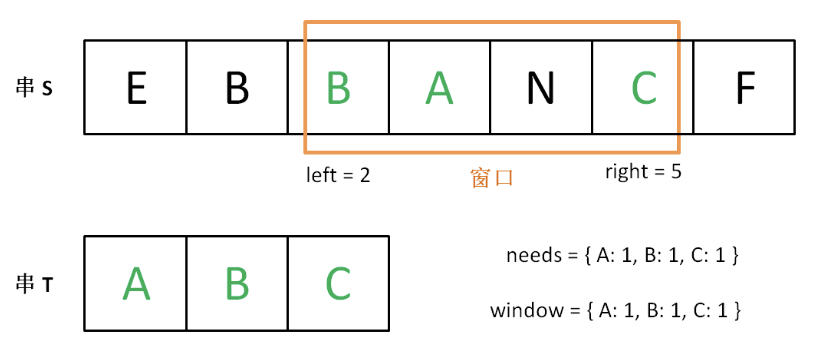 串 S E B B A N C F
left = 2 窗口 right = 5
串 T A B C
needs = { A: 1, B: 1, C: 1 }
window = { A: 1, B: 1, C: 1 }